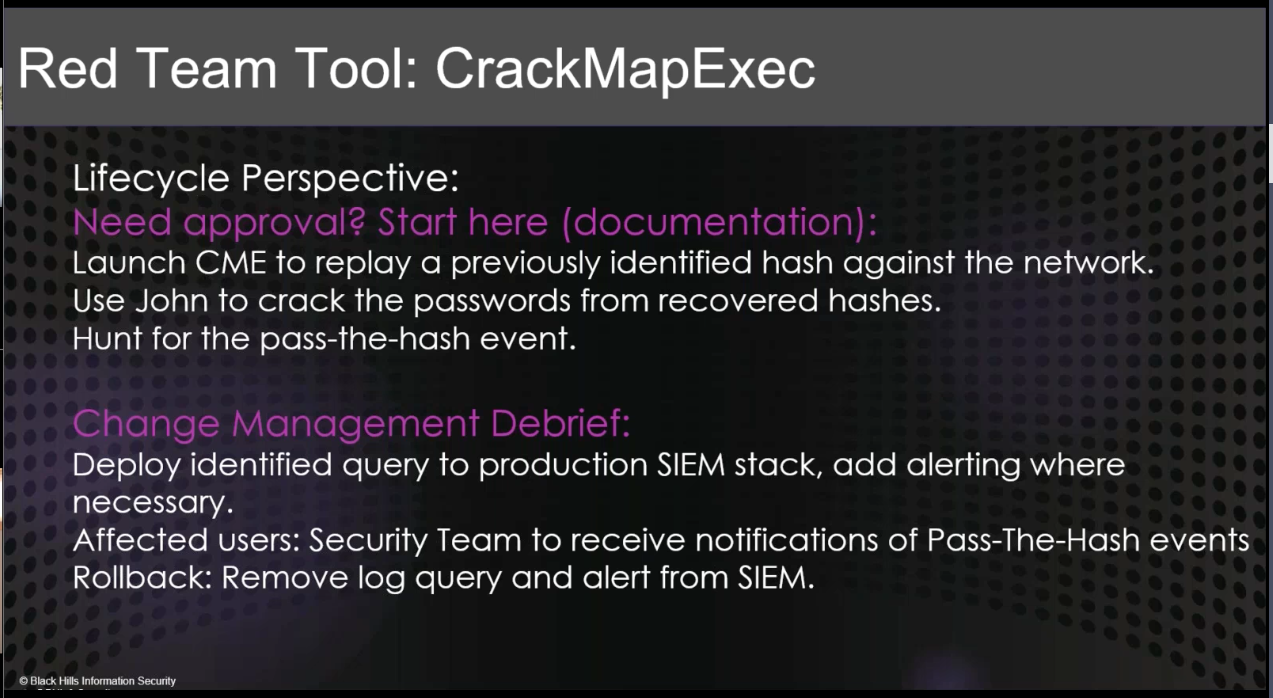 Red Team Tool: CrackMapExec
Lifecycle Perspective:
Need approval? Start here (documentation):
Launch CME to replay a previously identified hash against the network.
Use John to crack the passwords from recovered hashes.
Hunt for the pass-the-hash event.
Change Management Debrief:
Deploy identified query to production SIEM stack, add alerting where
necessary.
Affected users: Security Team to receive notifications of Pass-The-Hash events
Rollback: Remove log query and alert from SIEM.
© Black Hills Information Security